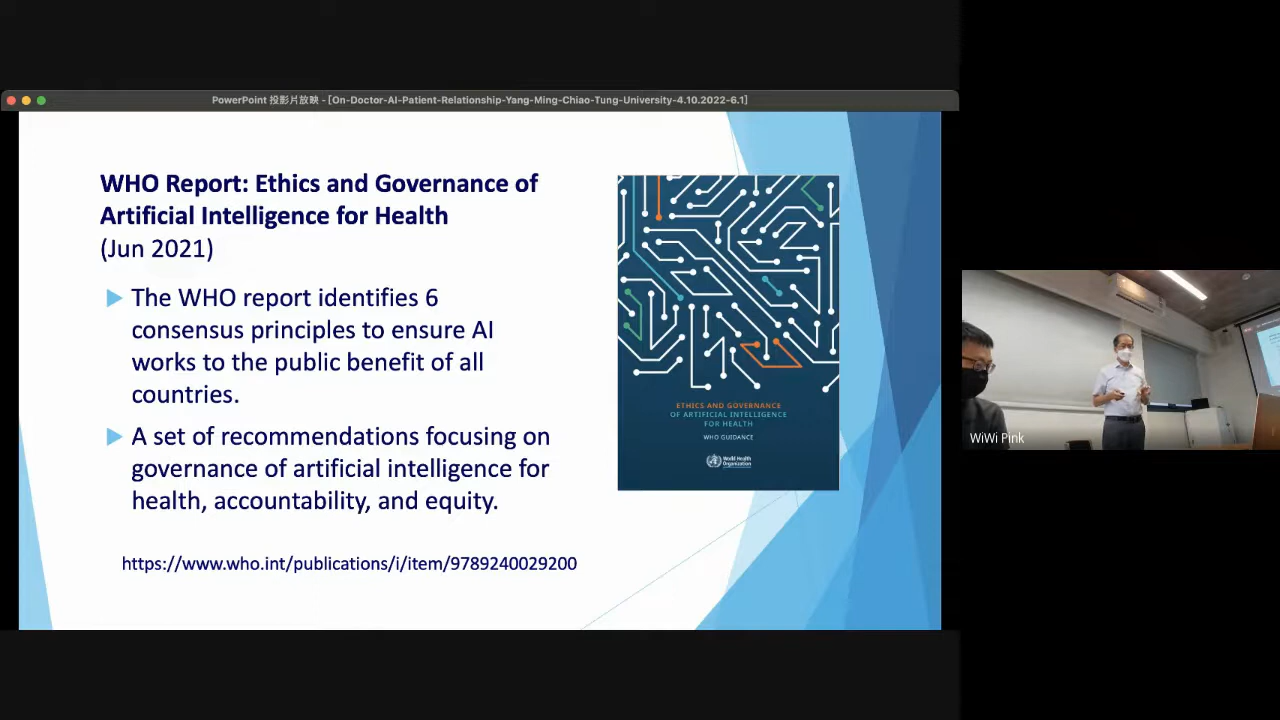 PowerPoint 投影片放映 - [On-Doctor-AI-Patient-Relationship-Yang-Ming-Chiao-Tung-University-4.10.2022-6.1]
WHO Report: Ethics and Governance of
Artificial Intelligence for Health
(Jun 2021)
The WHO report identifies 6
consensus principles to ensure AI
works to the public benefit of all
countries.
A set of recommendations focusing on
governance of artificial intelligence for
health, accountability, and equity.
https://www.who.int/publications/i/item/9789240029200
ETHICS AND GOVERNANCE
OF ARTIFICIAL INTELLIGENCE
FOR HEALTH
WHO GUIDANCE
World Health
Organization
WiWi Pink